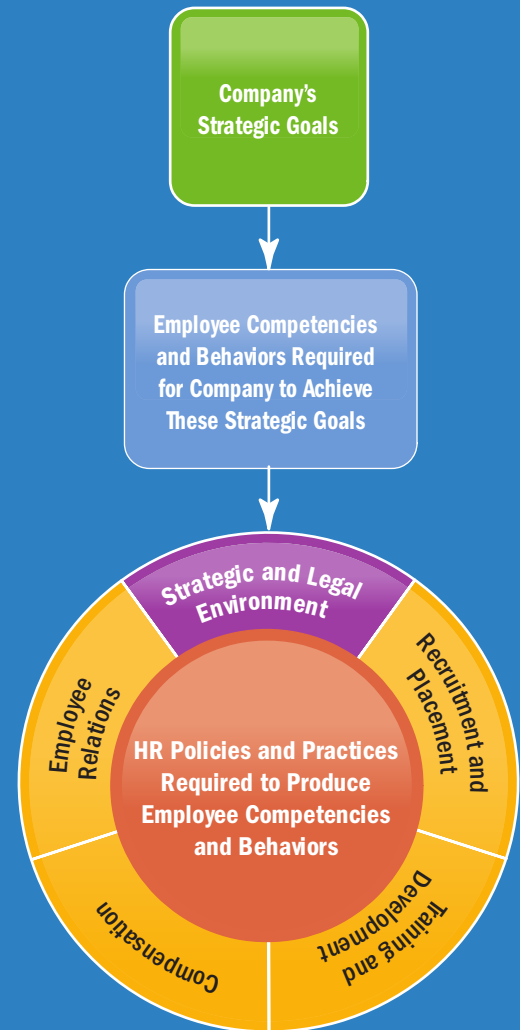 Company's
Strategic Goals
Employee Competencies
and Behaviors Required
for Company to Achieve
These Strategic Goals
Strategic and Legal
Environment
Recruitment and
Placement
Training and
Development
Compensation
Employee
Relations
HR Policies and Practices
Required to Produce
Employee Competencies
and Behaviors